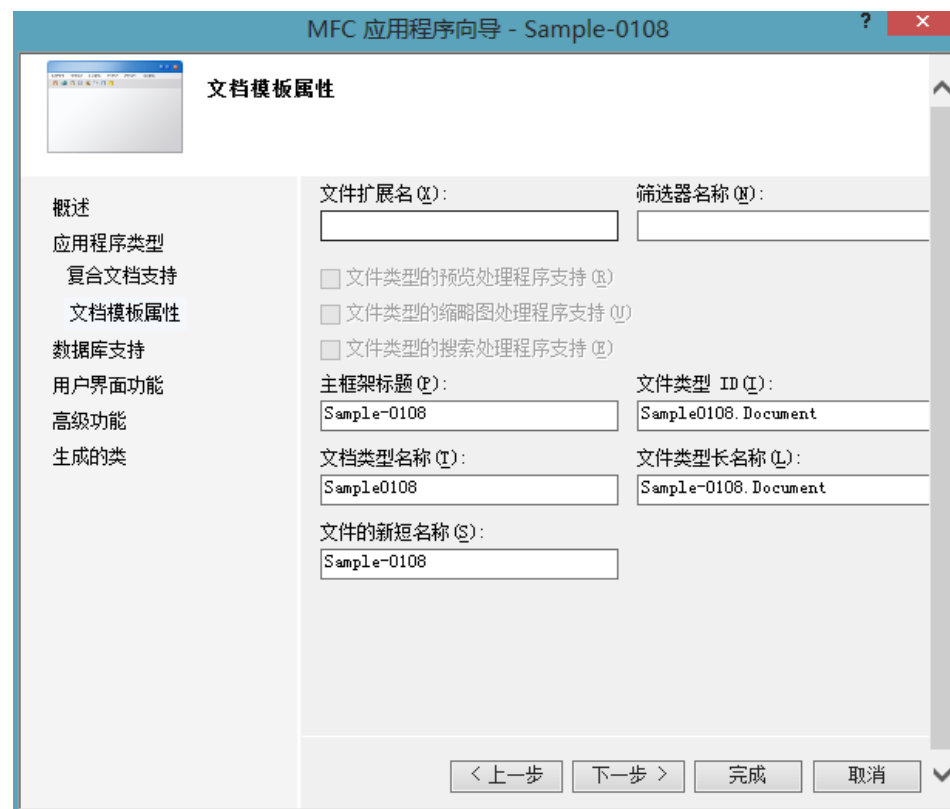 MFC 应用程序向导 - Sample-0108
文档模板属性
概述
应用程序类型
复合文档支持
文档模板属性
数据库支持
用户界面功能
高级功能
生成的类
文件扩展名(X):
筛选器名称(N):
文件类型的预览处理程序支持(R)
文件类型的缩略图处理程序支持(U)
文件类型的搜索处理程序支持(E)
主框架标题(P):
文件类型 ID(I):
Sample-0108
Sample0108.Document
文档类型名称(T):
文件类型长名称(L):
Sample0108
Sample-0108.Document
文件的新短名称(S):
Sample-0108
< 上一步
下一步 >
完成
取消